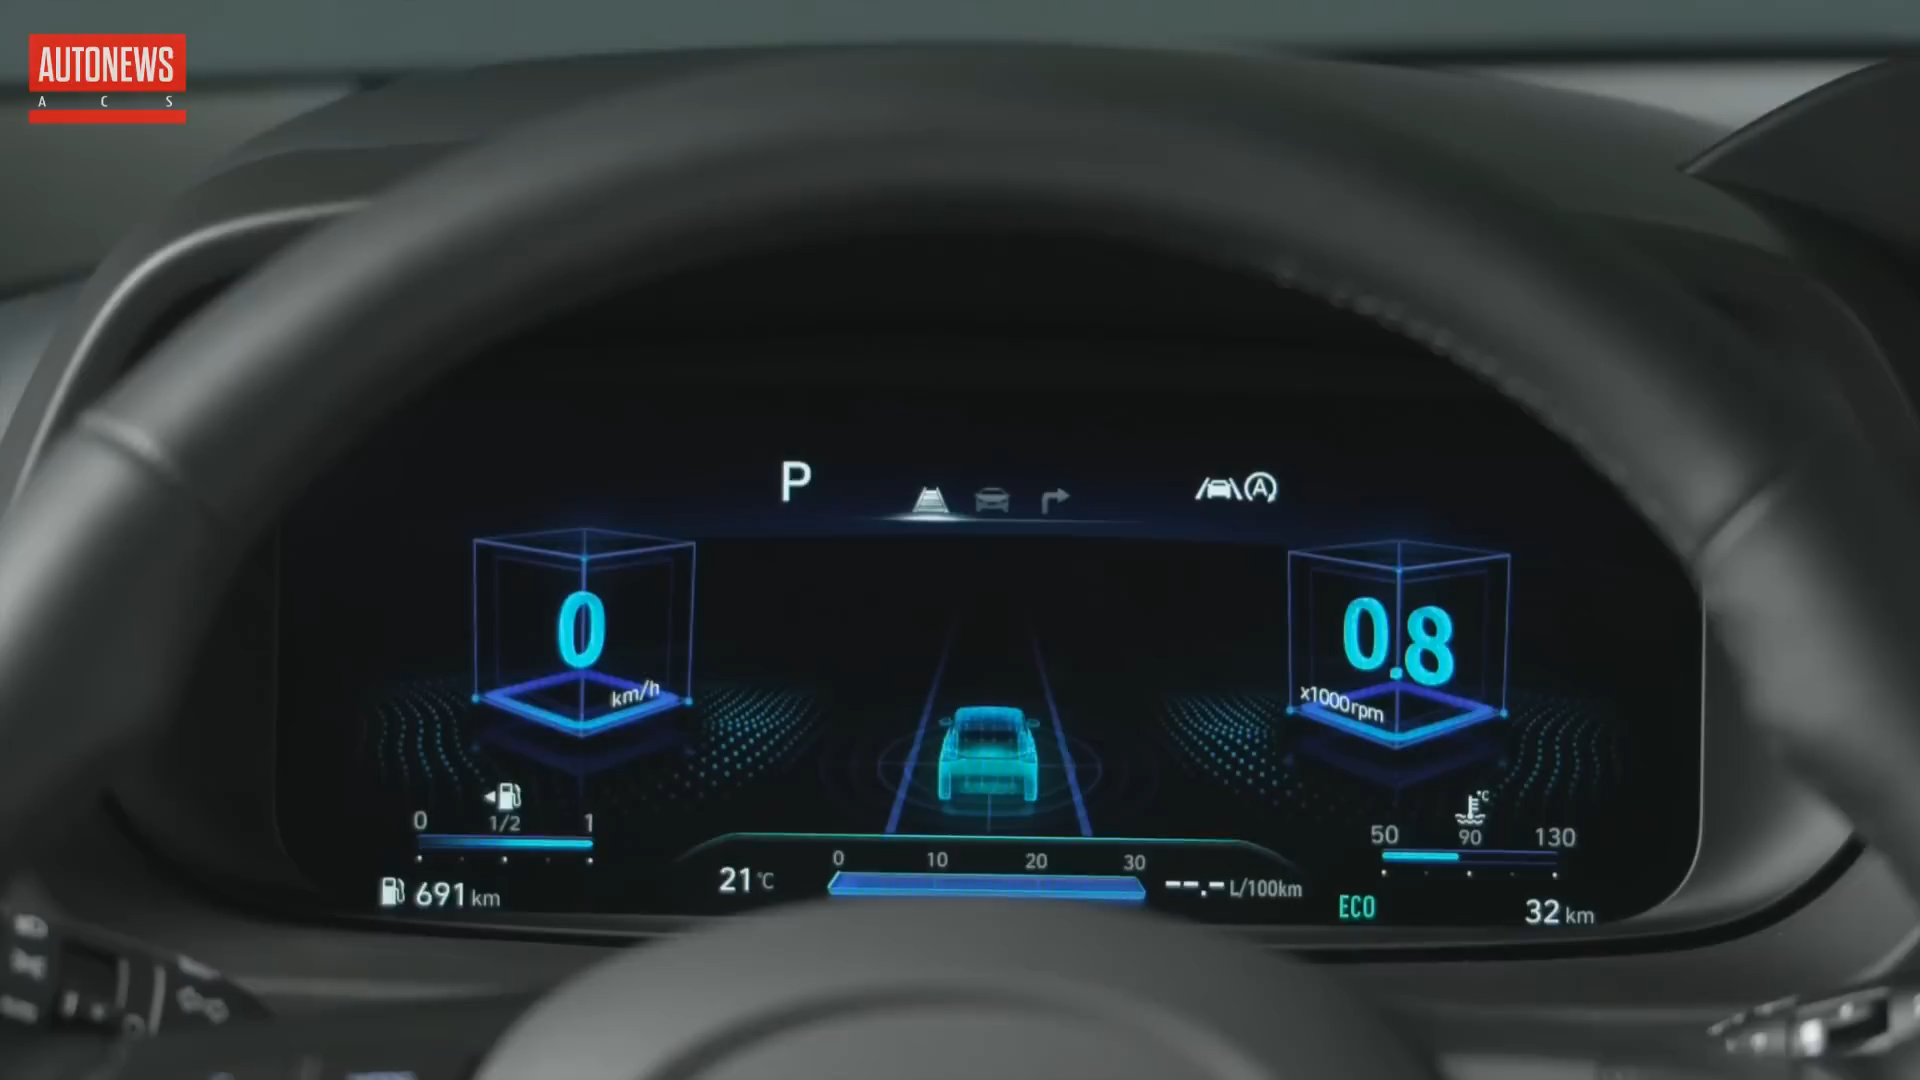 AUTONEWS
A C S
P
A
0
km/h
0.8
x1000rpm
0 1/2 1
691 km
21 °C
0 10 20 30
--.- L/100km
°C
50 90 130
ECO
32 km